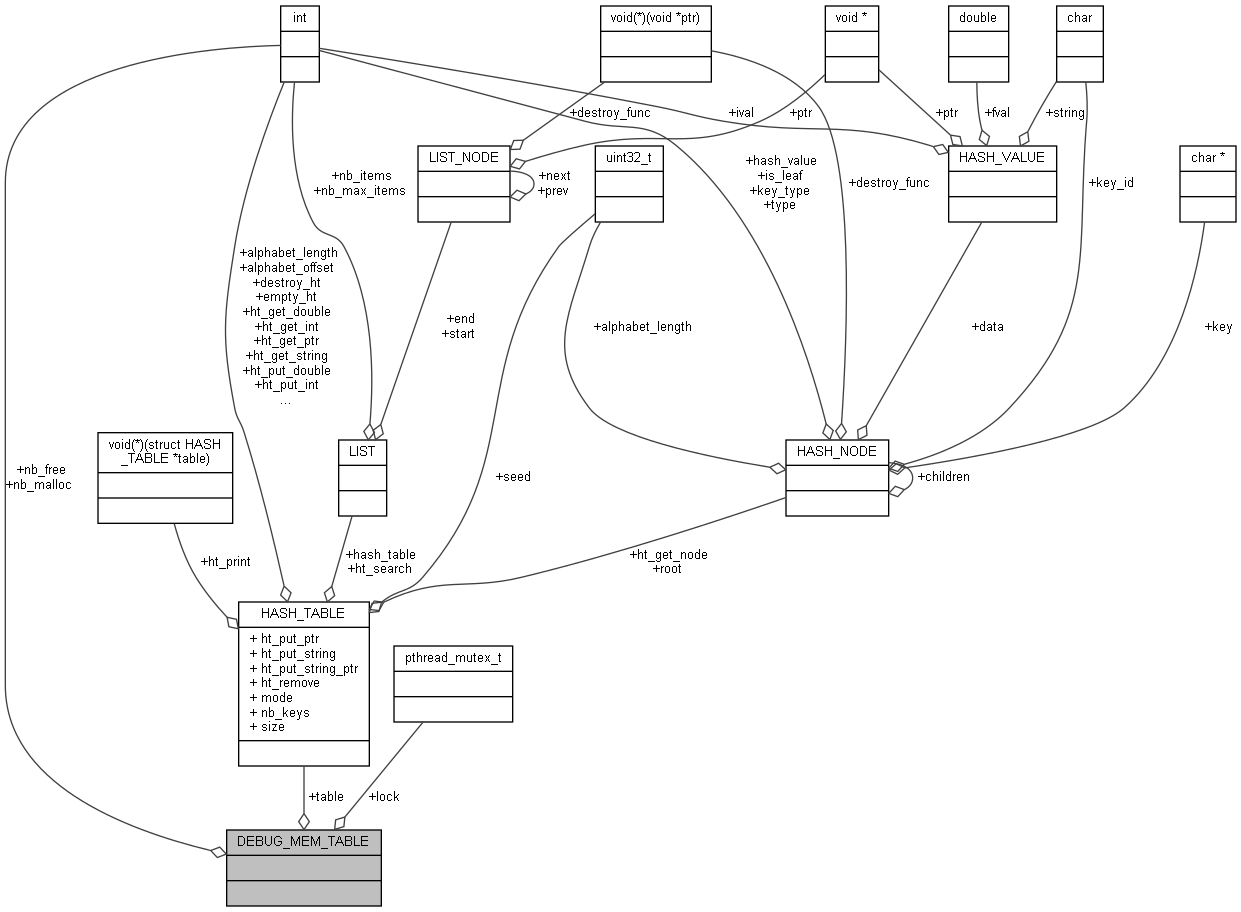 int
void(*)(void *ptr)
void *
double
char
+destroy_func
+ival
+ptr
+ptr
+fval
+string
LIST_NODE
uint32_t
HASH_VALUE
char *
+nb_items
+nb_max_items
+next
+prev
+hash_value
+is_leaf
+key_type
+type
+destroy_func
+key_id
+alphabet_length
+alphabet_offset
+destroy_ht
+empty_ht
+ht_get_double
+ht_get_int
+ht_get_ptr
+ht_get_string
+ht_put_double
+ht_put_int
...
+end
+start
+alphabet_length
+data
+key
void(*)(struct HASH
_TABLE *table)
LIST
HASH_NODE
+nb_free
+nb_malloc
+seed
+children
+ht_print
+hash_table
+ht_search
+ht_get_node
+root
HASH_TABLE
+ ht_put_ptr
+ ht_put_string
+ ht_put_string_ptr
+ ht_remove
+ mode
+ nb_keys
+ size
pthread_mutex_t
+table
+lock
DEBUG_MEM_TABLE